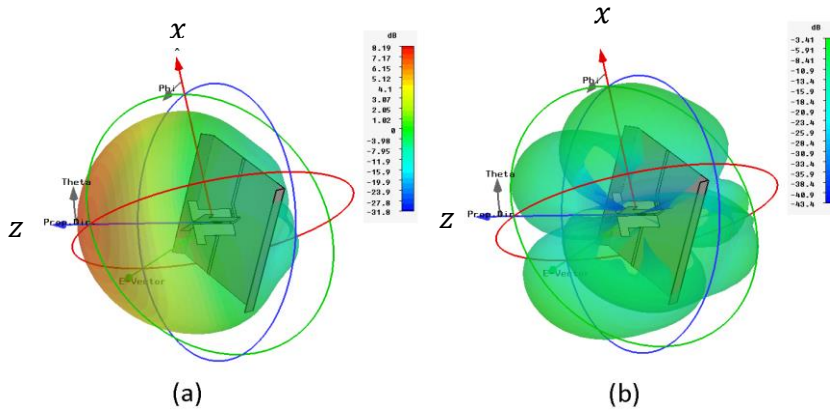 x
dB
8.19
7.17
6.15
5.12
4.1
3.07
2.05
1.02
0
-3.98
-7.95
-11.9
-15.9
-19.9
-23.9
-27.8
-31.8
Phi
Theta
z
Prop.Dir.
E-Vector
(a)
x
dB
-3.41
-5.91
-8.41
-10.9
-13.4
-15.9
-18.4
-20.9
-23.4
-25.9
-28.4
-30.9
-33.4
-35.9
-38.4
-40.9
-43.4
Phi
Theta
z
Prop.Dir.
E-Vector
(b)